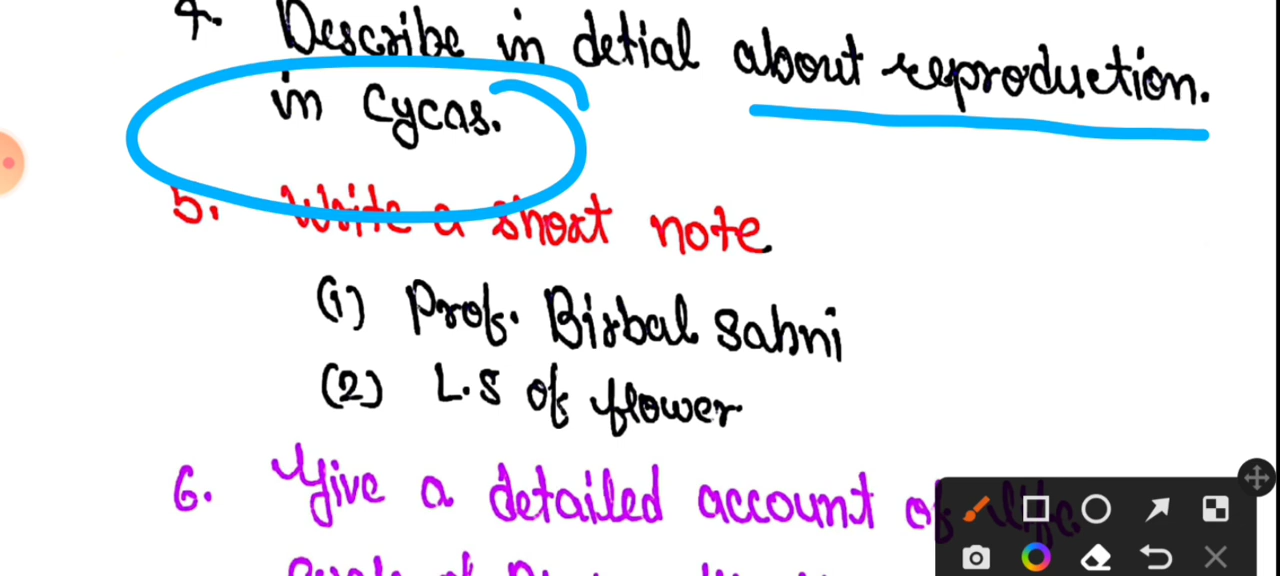 4. Describe in detial about reproduction.
in Cycas.
5. Write a short note
(1) Prof. Birbal Sahni
(2) L.S of flower
6. Give a detailed account of life